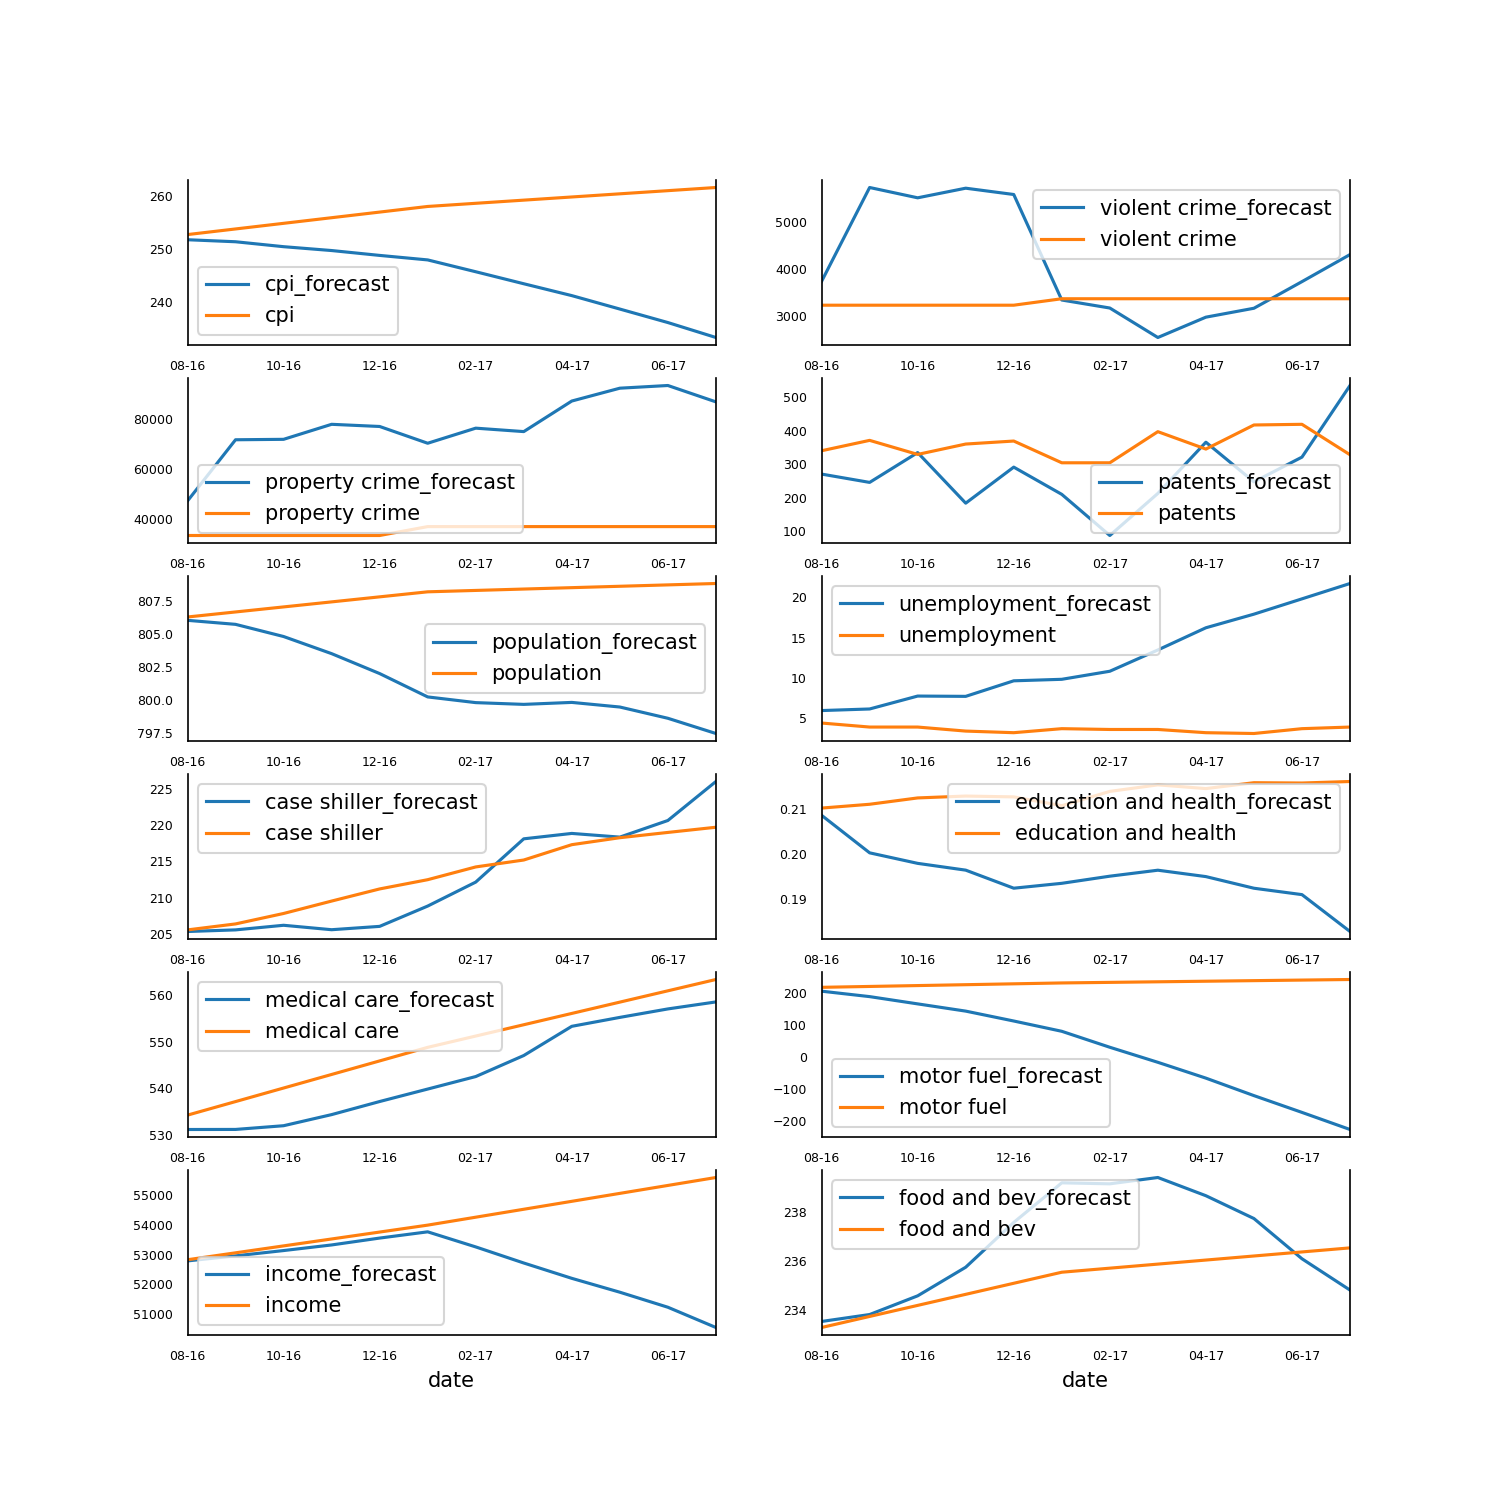 260
250
240
cpi_forecast
cpi
08-16 10-16 12-16 02-17 04-17 06-17
5000
4000
3000
violent crime_forecast
violent crime
08-16 10-16 12-16 02-17 04-17 06-17
80000
60000
40000
property crime_forecast
property crime
08-16 10-16 12-16 02-17 04-17 06-17
500
400
300
200
100
patents_forecast
patents
08-16 10-16 12-16 02-17 04-17 06-17
807.5
805.0
802.5
800.0
797.5
population_forecast
population
08-16 10-16 12-16 02-17 04-17 06-17
20
15
10
5
unemployment_forecast
unemployment
08-16 10-16 12-16 02-17 04-17 06-17
225
220
215
210
205
case shiller_forecast
case shiller
08-16 10-16 12-16 02-17 04-17 06-17
0.21
0.20
0.19
education and health_forecast
education and health
08-16 10-16 12-16 02-17 04-17 06-17
560
550
540
530
medical care_forecast
medical care
08-16 10-16 12-16 02-17 04-17 06-17
200
100
0
−100
−200
motor fuel_forecast
motor fuel
08-16 10-16 12-16 02-17 04-17 06-17
55000
54000
53000
52000
51000
income_forecast
income
08-16 10-16 12-16 02-17 04-17 06-17
date
238
236
234
food and bev_forecast
food and bev
08-16 10-16 12-16 02-17 04-17 06-17
date